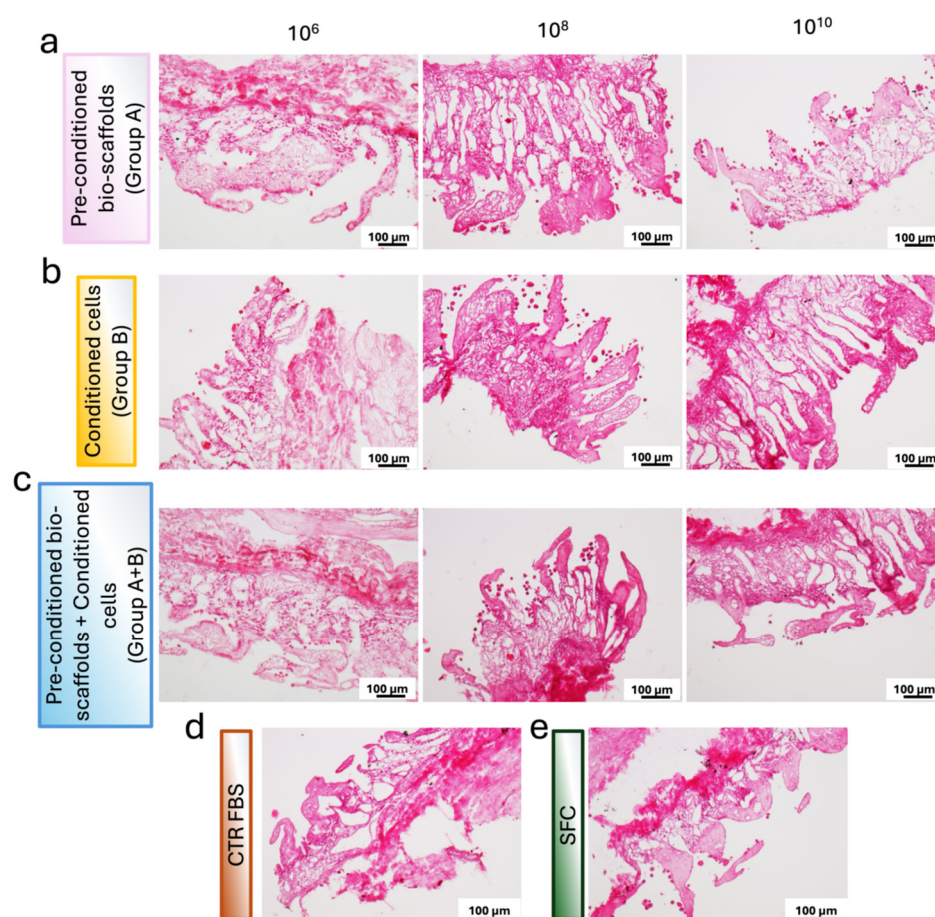 10⁶ 10⁸ 10¹⁰
a
Pre-conditioned
bio-scaffolds
(Group A)
100 µm 100 µm 100 µm
b
Conditioned cells
(Group B)
100 µm 100 µm 100 µm
c
Pre-conditioned bio-
scaffolds + Conditioned
cells
(Group A+B)
100 µm 100 µm 100 µm
d
CTR FBS
100 µm
e
SFC
100 µm